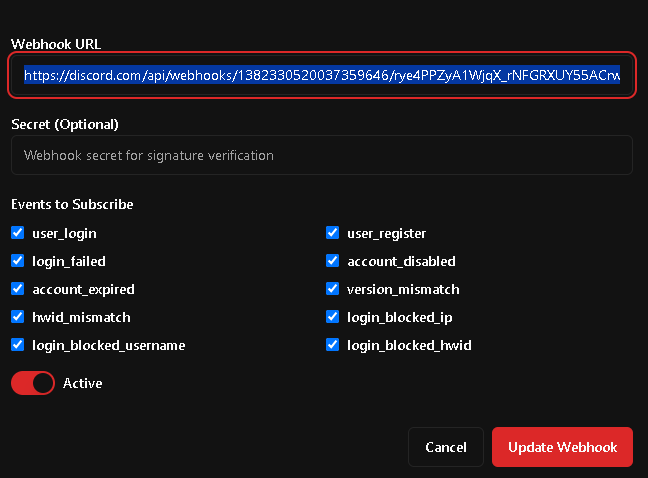 Webhook URL
https://discord.com/api/webhooks/1382330520037359646/rye4PPZyA1WjqX_rNFGRXUY55ACrw
Secret (Optional)
Webhook secret for signature verification
Events to Subscribe
user_login
user_register
login_failed
account_disabled
account_expired
version_mismatch
hwid_mismatch
login_blocked_ip
login_blocked_username
login_blocked_hwid
Active
Cancel
Update Webhook